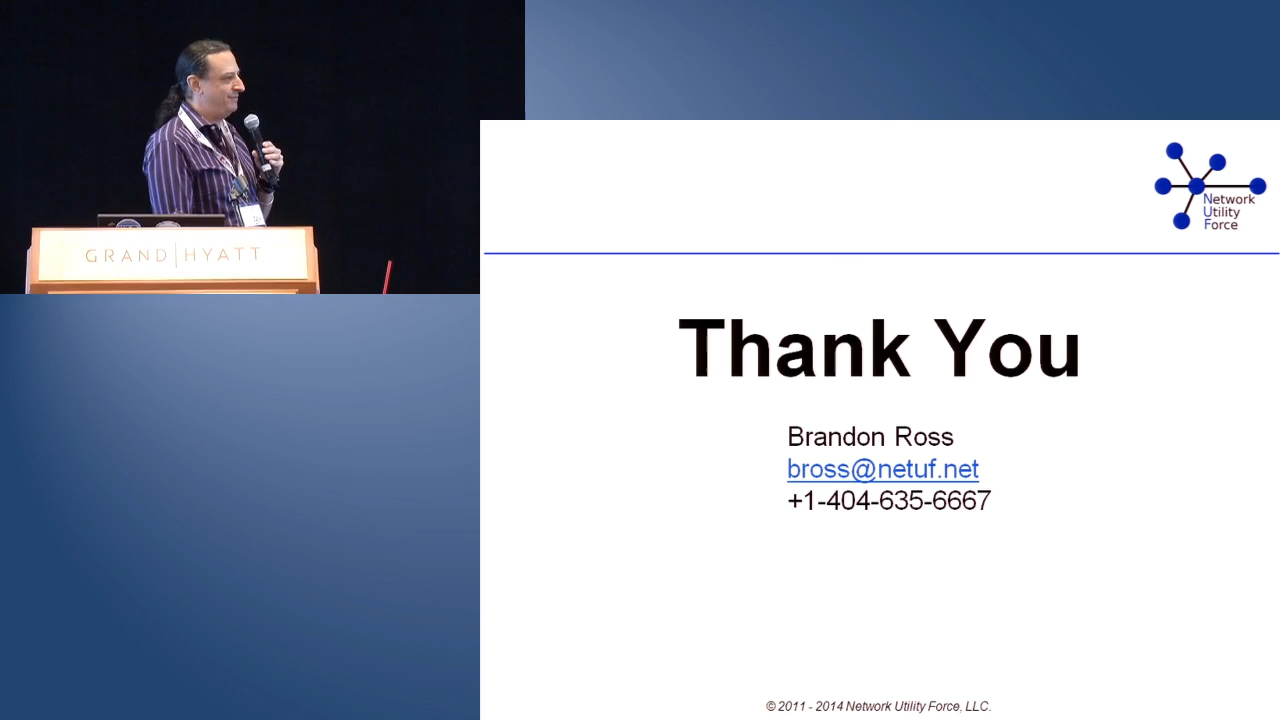 GRAND HYATT
Network
Utility
Force
Thank You
Brandon Ross
bross@netuf.net
+1-404-635-6667
© 2011 - 2014 Network Utility Force, LLC.